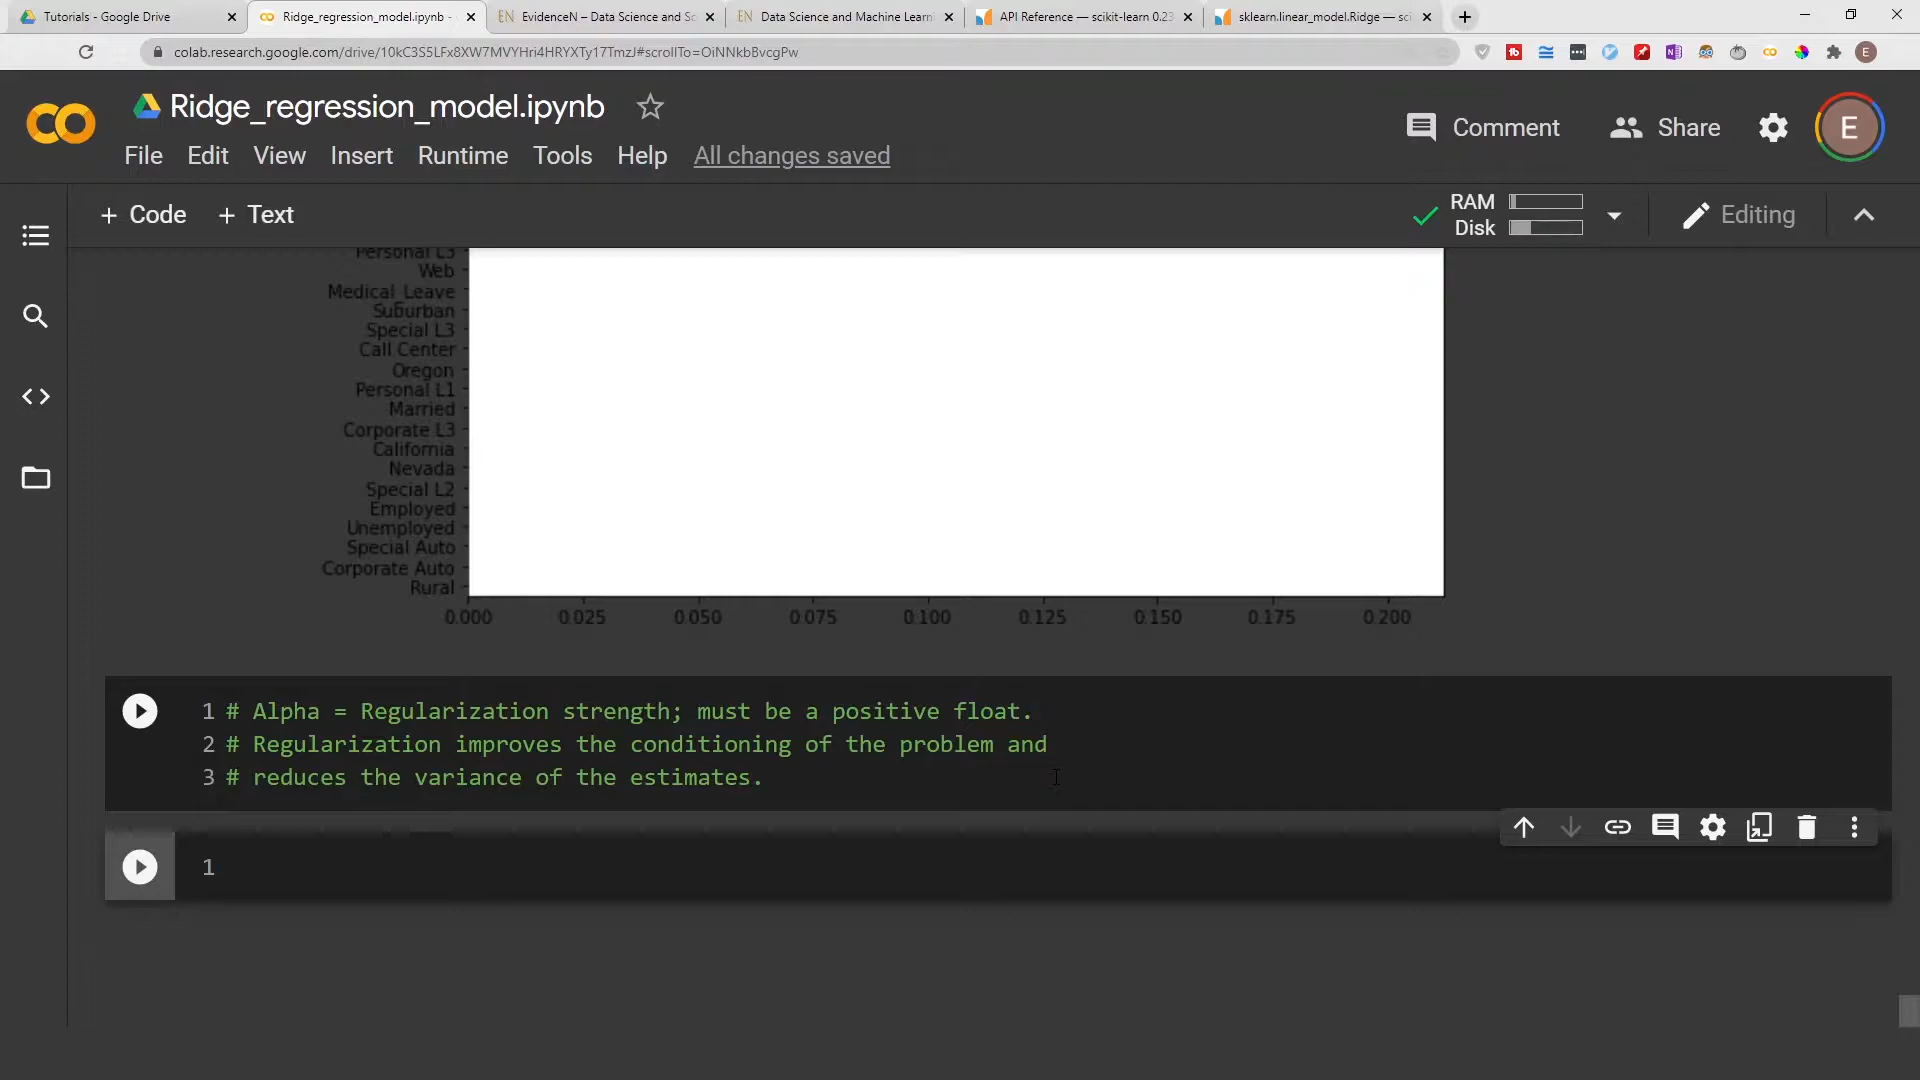 Tutorials - Google Drive
Ridge_regression_model.ipynb -
EN EvidenceN – Data Science and Sc
EN Data Science and Machine Learni
API Reference — scikit-learn 0.23
sklearn.linear_model.Ridge — sci
colab.research.google.com/drive/10kC3S5LFx8XW7MVYHri4HRYXTy17TmzJ#scrollTo=OiNNkbBvcgPw
E
CO Ridge_regression_model.ipynb
Comment
Share
E
File Edit View Insert Runtime Tools Help All changes saved
+ Code + Text
RAM
Disk
Editing
Personal L3
Web
Medical_Leave
Suburban
Special L3
Call Center
Oregon
Personal L1
Married
Corporate L3
California
Nevada
Special L2
Employed
Unemployed
Special Auto
Corporate Auto
Rural
0.000 0.025 0.050 0.075 0.100 0.125 0.150 0.175 0.200
1 # Alpha = Regularization strength; must be a positive float.
2 # Regularization improves the conditioning of the problem and
3 # reduces the variance of the estimates.
1